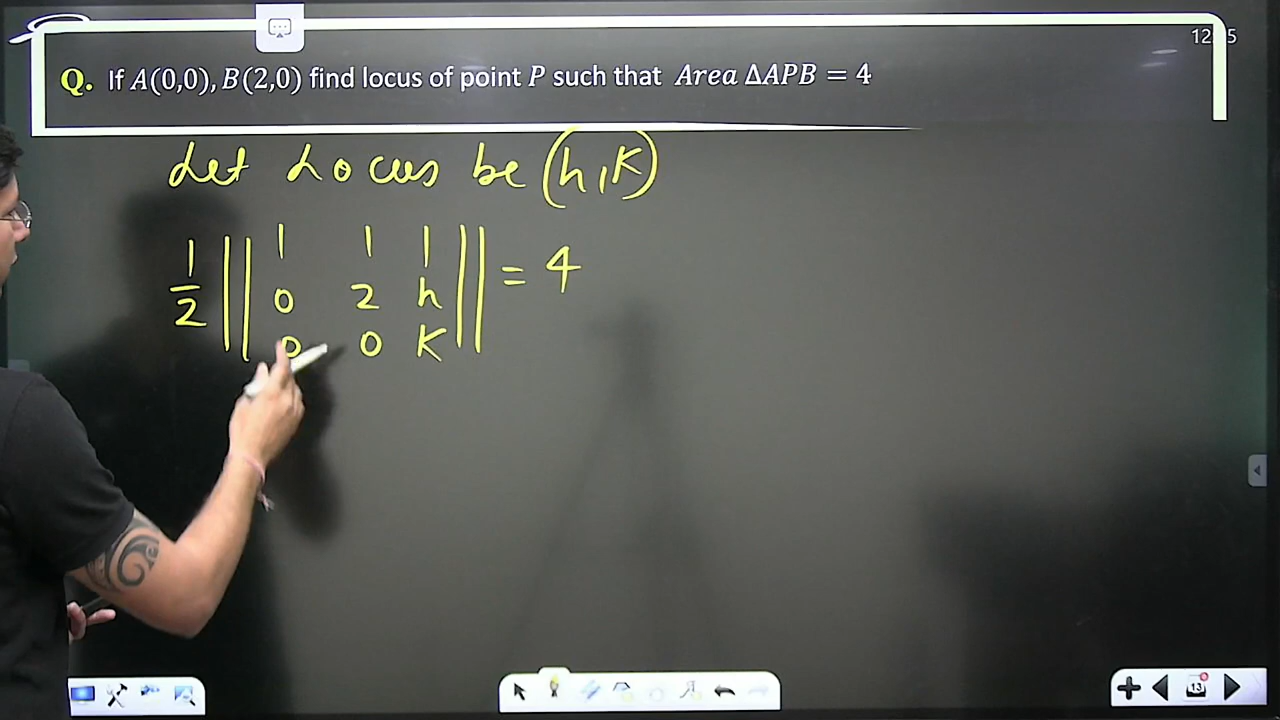 Q. If A(0,0), B(2,0) find locus of point P such that Area ΔAPB = 4
Let Locus be (h,K)
1/2 || 1 1 1 || = 4
0 2 h
0 0 K
13